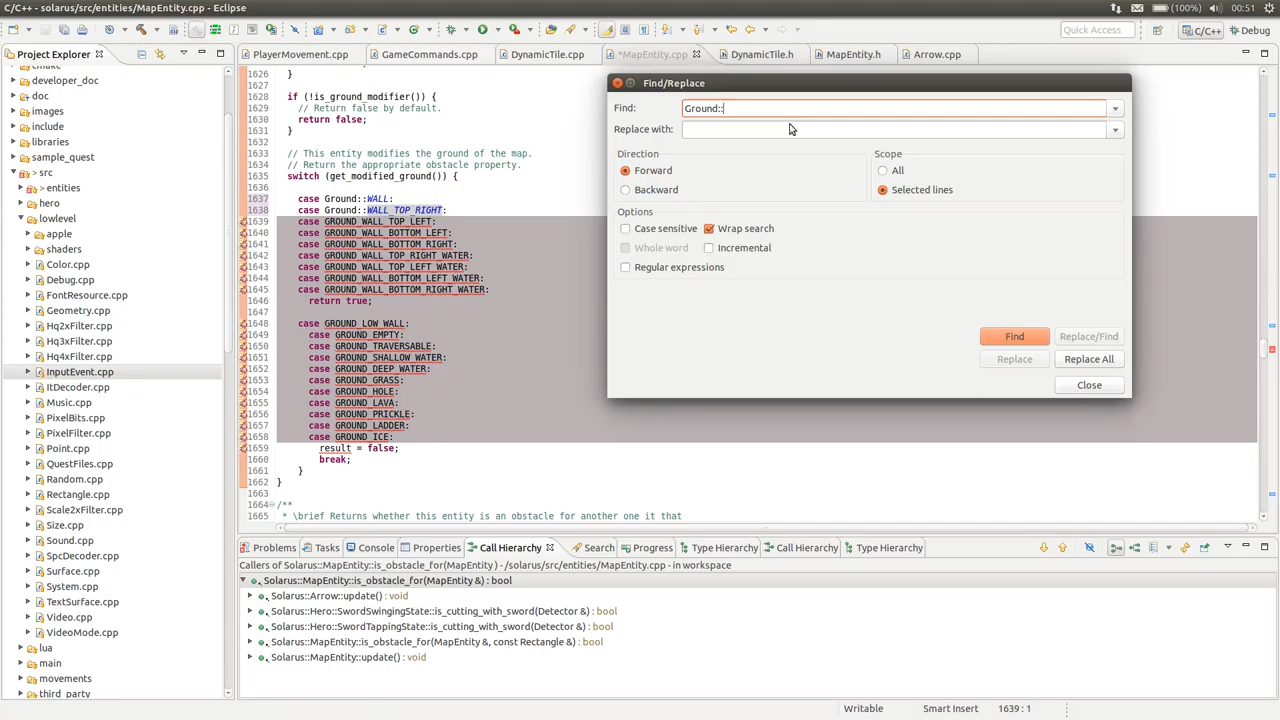 C/C++ - solarus/src/entities/MapEntity.cpp - Eclipse
(100%)
00:51
Quick Access
C/C++
Debug
Project Explorer
PlayerMovement.cpp
GameCommands.cpp
DynamicTile.cpp
*MapEntity.cpp
DynamicTile.h
MapEntity.h
Arrow.cpp
developer_doc
doc
images
include
libraries
sample_quest
> src
> entities
hero
lowlevel
apple
shaders
Color.cpp
Debug.cpp
FontResource.cpp
Geometry.cpp
Hq2xFilter.cpp
Hq3xFilter.cpp
Hq4xFilter.cpp
InputEvent.cpp
ItDecoder.cpp
Music.cpp
PixelBits.cpp
PixelFilter.cpp
Point.cpp
QuestFiles.cpp
Random.cpp
Rectangle.cpp
Scale2xFilter.cpp
Size.cpp
Sound.cpp
SpcDecoder.cpp
Surface.cpp
System.cpp
TextSurface.cpp
Video.cpp
VideoMode.cpp
lua
main
movements
third_party
1626 }
1627
1628 if (!is_ground_modifier()) {
1629 // Return false by default.
1630 return false;
1631 }
1632
1633 // This entity modifies the ground of the map.
1634 // Return the appropriate obstacle property.
1635 switch (get_modified_ground()) {
1636
1637 case Ground::WALL:
1638 case Ground::WALL_TOP_RIGHT:
1639 case GROUND_WALL_TOP_LEFT:
1640 case GROUND_WALL_BOTTOM_LEFT:
1641 case GROUND_WALL_BOTTOM_RIGHT:
1642 case GROUND_WALL_TOP_RIGHT_WATER:
1643 case GROUND_WALL_TOP_LEFT_WATER:
1644 case GROUND_WALL_BOTTOM_LEFT_WATER:
1645 case GROUND_WALL_BOTTOM_RIGHT_WATER:
1646 return true;
1647
1648 case GROUND_LOW_WALL:
1649 case GROUND_EMPTY:
1650 case GROUND_TRAVERSABLE:
1651 case GROUND_SHALLOW_WATER:
1652 case GROUND_DEEP_WATER:
1653 case GROUND_GRASS:
1654 case GROUND_HOLE:
1655 case GROUND_LAVA:
1656 case GROUND_PRICKLE:
1657 case GROUND_LADDER:
1658 case GROUND_ICE:
1659 result = false;
1660 break;
1661 }
1662 }
1663
1664 /**
1665 * \brief Returns whether this entity is an obstacle for another one it that
Find/Replace
Find: Ground::
Replace with:
Direction
Forward
Backward
Scope
All
Selected lines
Options
Case sensitive
Wrap search
Whole word
Incremental
Regular expressions
Find
Replace/Find
Replace
Replace All
Close
Problems
Tasks
Console
Properties
Call Hierarchy
Search
Progress
Type Hierarchy
Call Hierarchy
Type Hierarchy
Callers of Solarus::MapEntity::is_obstacle_for(MapEntity &) - /solarus/src/entities/MapEntity.cpp - in workspace
Solarus::MapEntity::is_obstacle_for(MapEntity &) : bool
Solarus::Arrow::update() : void
Solarus::Hero::SwordSwingingState::is_cutting_with_sword(Detector &) : bool
Solarus::Hero::SwordTappingState::is_cutting_with_sword(Detector &) : bool
Solarus::MapEntity::is_obstacle_for(MapEntity &, const Rectangle &) : bool
Solarus::MapEntity::update() : void
Writable
Smart Insert
1639 : 1